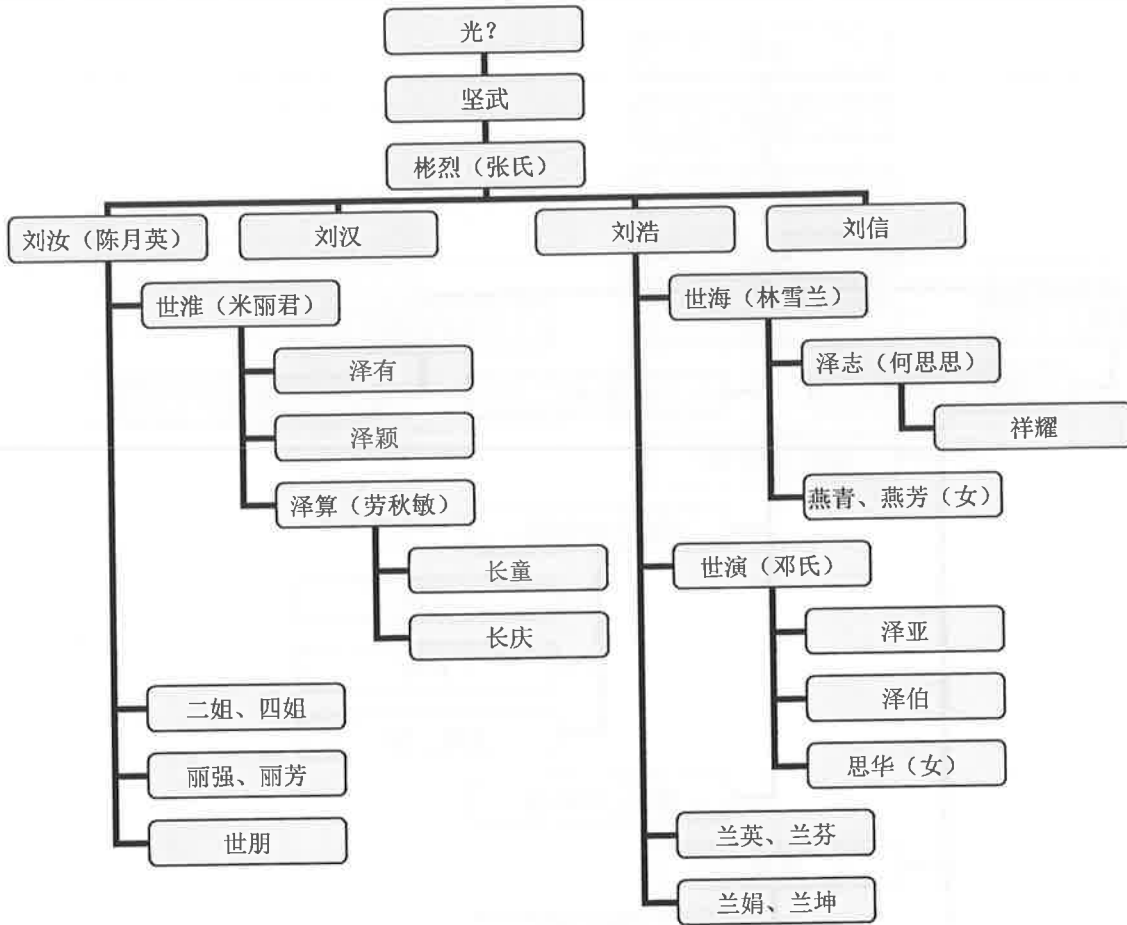 光？
坚武
彬烈（张氏）
刘汝（陈月英）
刘汉
刘浩
刘信
世淮（米丽君）
泽有
泽颖
泽算（劳秋敏）
长童
长庆
二姐、四姐
丽强、丽芳
世朋
世海（林雪兰）
泽志（何思思）
祥耀
燕青、燕芳（女）
世演（邓氏）
泽亚
泽伯
思华（女）
兰英、兰芬
兰娟、兰坤